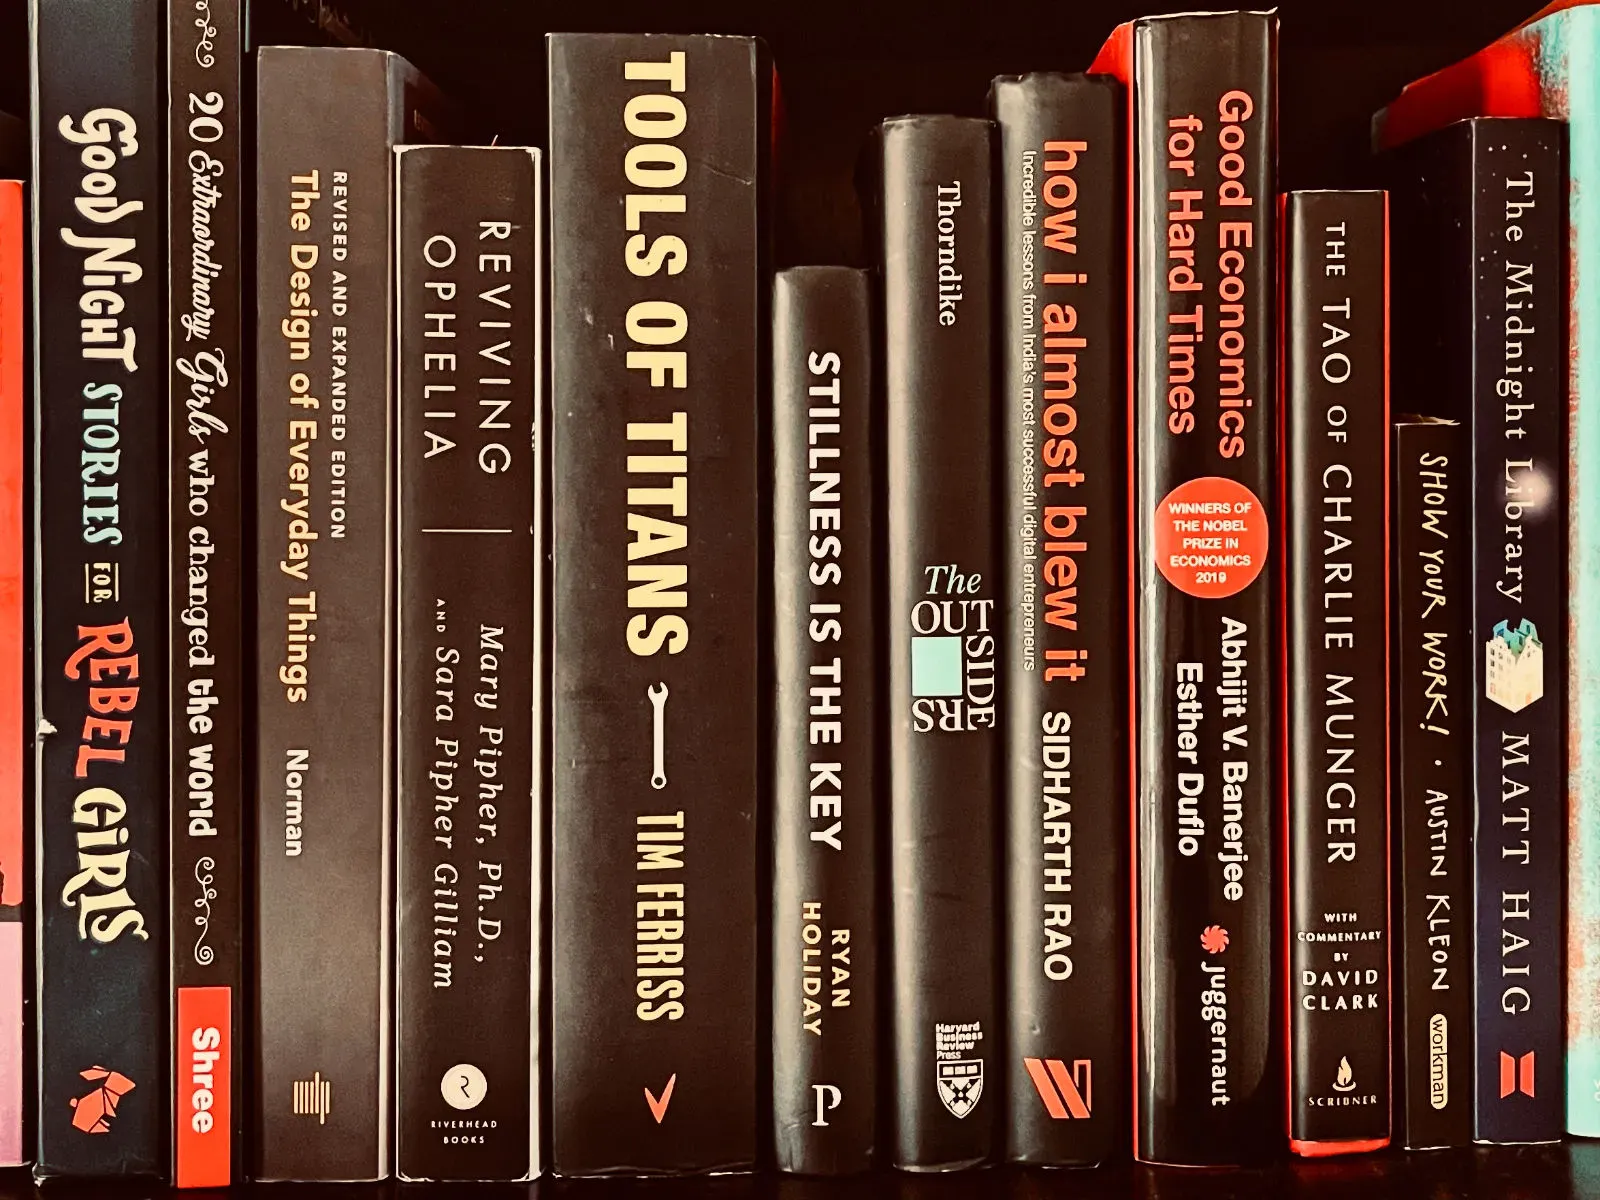 Good Night STORIES FOR REBEL GIRLS
20 Extraordinary Girls who changed the world
Shree
REVISED AND EXPANDED EDITION
The Design of Everyday Things
Norman
REVIVING
OPHELIA
Mary Pipher, Ph.D.,
AND Sara Pipher Gilliam
R
RIVERHEAD
BOOKS
TOOLS OF TITANS
TIM FERRISS
STILLNESS IS THE KEY
RYAN
HOLIDAY
P
Thorndike
The
OUT
SIDE
RS
Harvard
Business
Review
Press
how i almost blew it
Incredible lessons from India's most successful digital entrepreneurs
SIDHARTH RAO
Good Economics
for Hard Times
WINNERS OF
THE NOBEL
PRIZE IN
ECONOMICS
2019
Abhijit V. Banerjee
Esther Duflo
juggernaut
THE TAO OF CHARLIE MUNGER
WITH
COMMENTARY
BY
DAVID
CLARK
SCRIBNER
SHOW YOUR WORK! · AUSTIN KLEON
workman
The Midnight Library
MATT HAIG